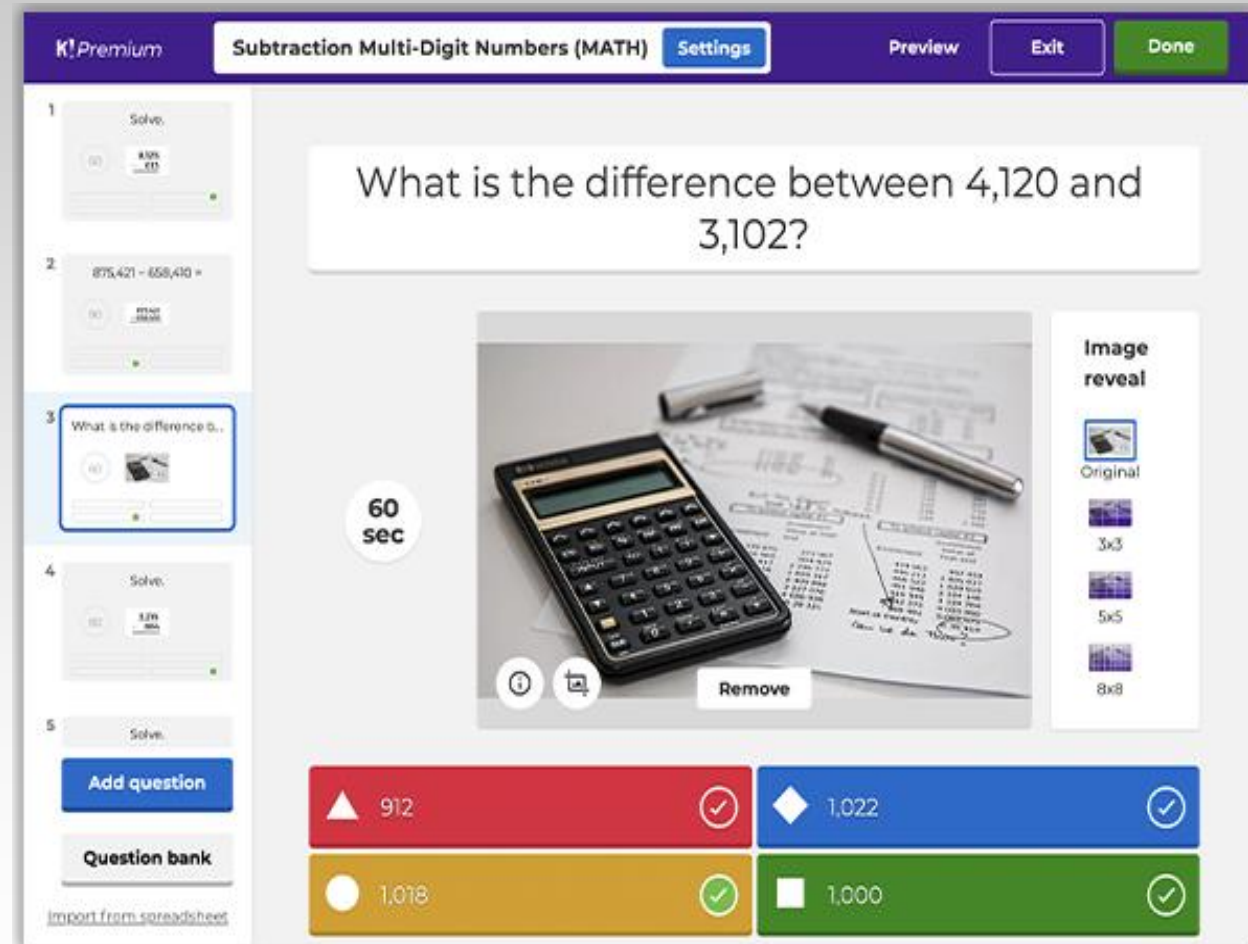 K! Premium
Subtraction Multi-Digit Numbers (MATH)
Settings
Preview
Exit
Done
1
Solve.
60
2
875,421 - 658,410 =
90
3
What is the difference b...
60
4
Solve.
5
Solve.
Add question
Question bank
Import from spreadsheet
What is the difference between 4,120 and
3,102?
60
sec
Remove
Image
reveal
Original
3x3
5x5
8x8
912
1,022
1,018
1,000